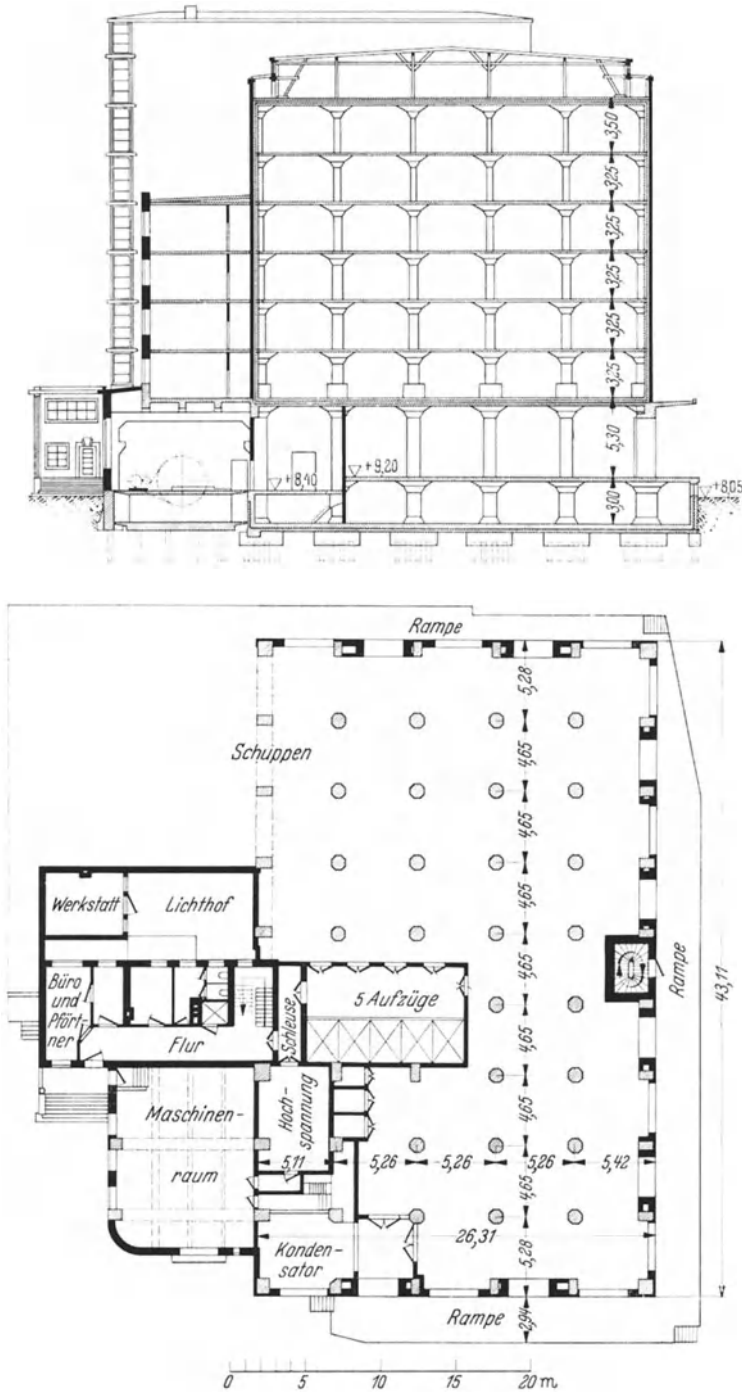 3,50
3,25
3,25
3,25
3,25
3,25
5,30
+8,40
+9,20
3,00
+8,05
Rampe
5,28
4,65
Schuppen
4,65
4,65
4,65
Werkstatt
Lichthof
4,65
Büro
und
Pförtner
5 Aufzüge
Schleuse
Rampe
43,11
Flur
4,65
Hochspannung
4,65
Maschinen-
raum
5,11
5,26
5,26
5,26
5,42
4,65
26,31
Konden-
sator
5,28
Rampe
2,94
0 5 10 15 20 m